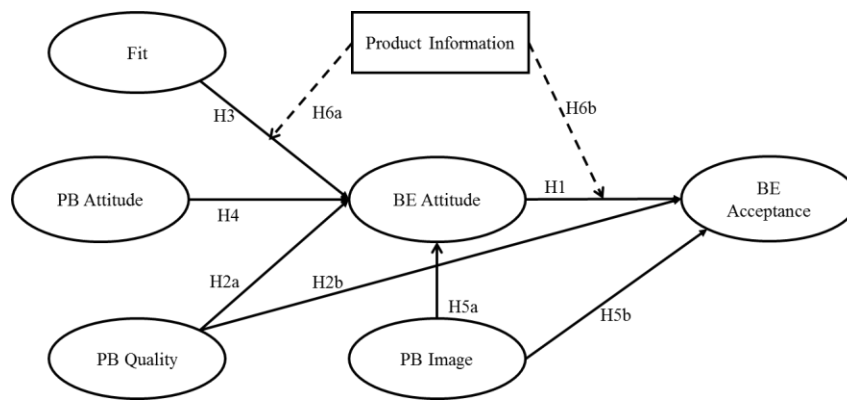 Product Information
Fit
H3
H6a
H6b
PB Attitude
H4
BE Attitude
H1
BE
Acceptance
H2a
H2b
H5a
H5b
PB Quality
PB Image